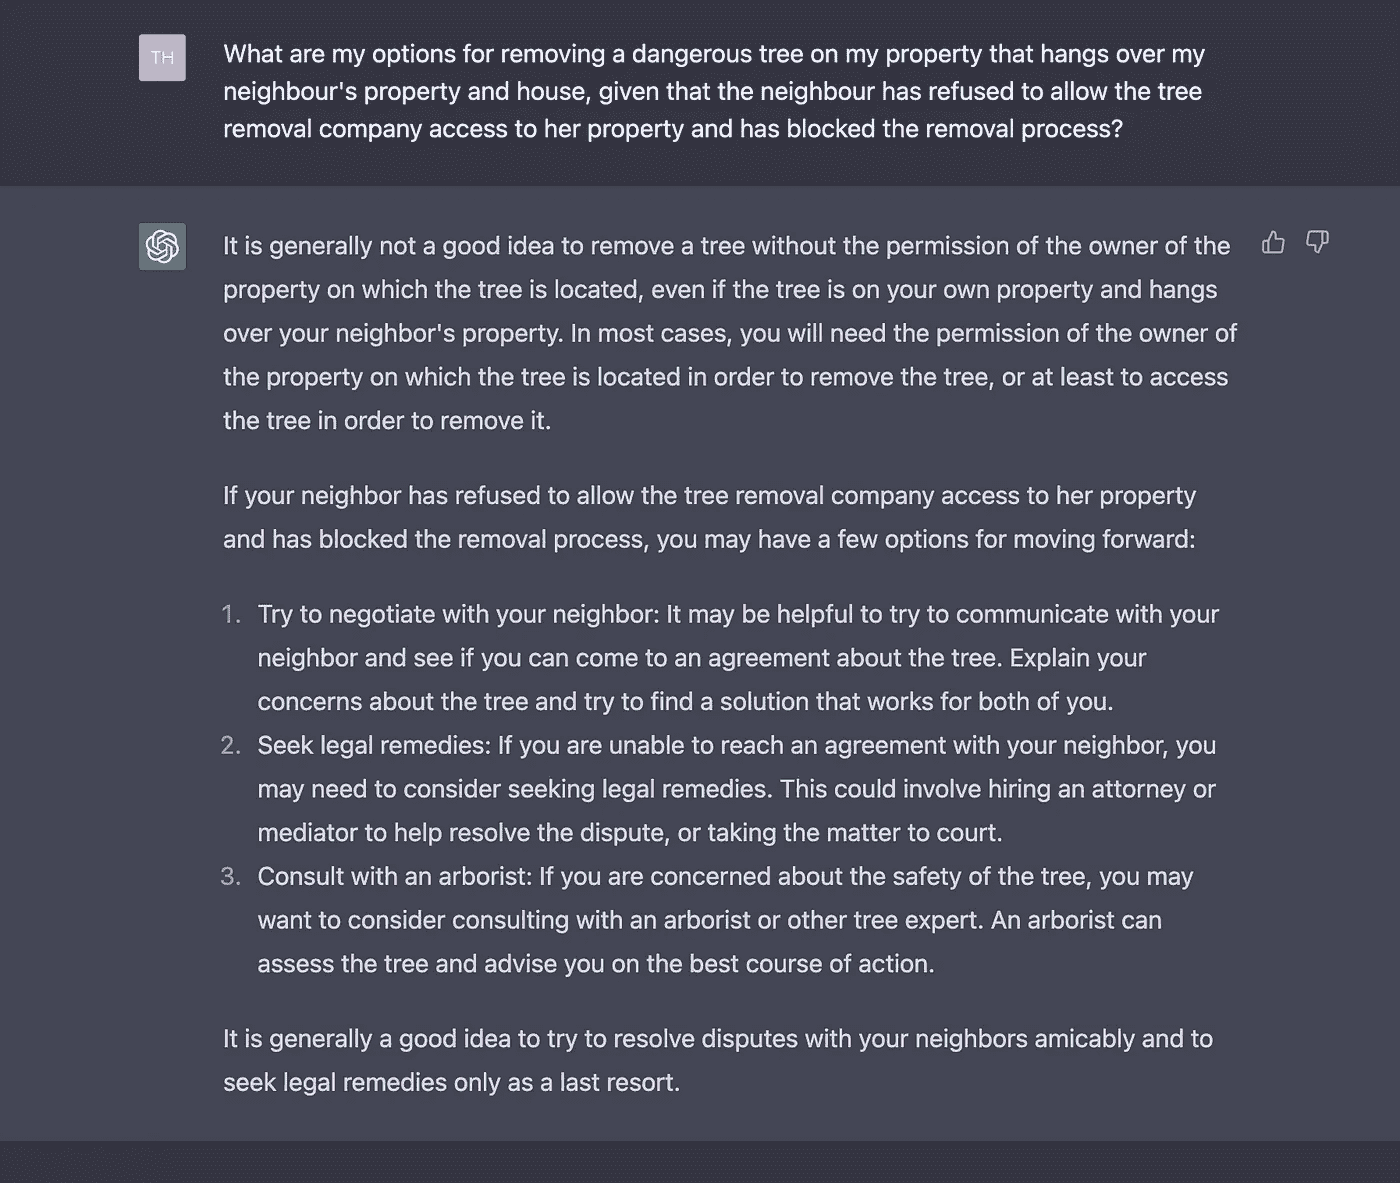 TH
What are my options for removing a dangerous tree on my property that hangs over my
neighbour's property and house, given that the neighbour has refused to allow the tree
removal company access to her property and has blocked the removal process?
It is generally not a good idea to remove a tree without the permission of the owner of the
property on which the tree is located, even if the tree is on your own property and hangs
over your neighbor's property. In most cases, you will need the permission of the owner of
the property on which the tree is located in order to remove the tree, or at least to access
the tree in order to remove it.
If your neighbor has refused to allow the tree removal company access to her property
and has blocked the removal process, you may have a few options for moving forward:
1. Try to negotiate with your neighbor: It may be helpful to try to communicate with your
neighbor and see if you can come to an agreement about the tree. Explain your
concerns about the tree and try to find a solution that works for both of you.
2. Seek legal remedies: If you are unable to reach an agreement with your neighbor, you
may need to consider seeking legal remedies. This could involve hiring an attorney or
mediator to help resolve the dispute, or taking the matter to court.
3. Consult with an arborist: If you are concerned about the safety of the tree, you may
want to consider consulting with an arborist or other tree expert. An arborist can
assess the tree and advise you on the best course of action.
It is generally a good idea to try to resolve disputes with your neighbors amicably and to
seek legal remedies only as a last resort.